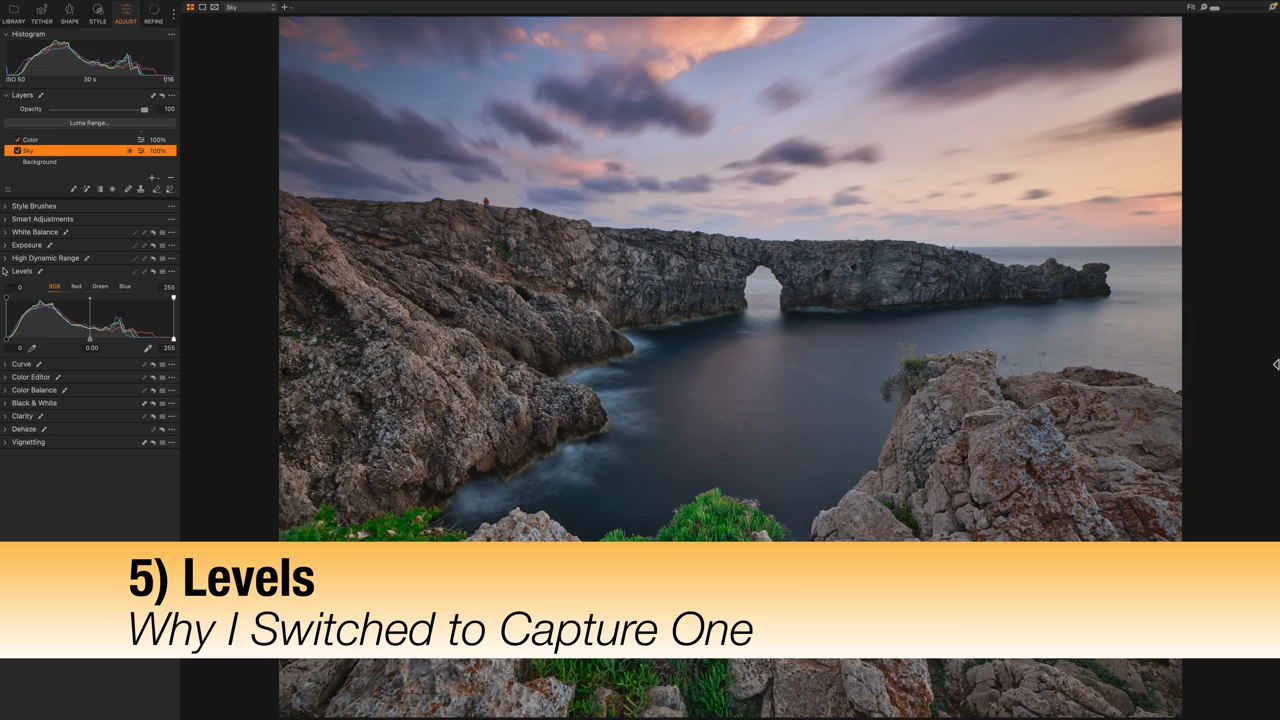 Sky
Fit
LIBRARY TETHER SHAPE STYLE ADJUST REFINE
Histogram
ISO 50 30 s f/16
Layers
Opacity 100
Luma Range...
Color 100%
Sky 100%
Background
Style Brushes
Smart Adjustments
White Balance
Exposure
High Dynamic Range
Levels
0 RGB Red Green Blue 255
0 0.00 255
Curve
Color Editor
Color Balance
Black & White
Clarity
Dehaze
Vignetting
5) Levels
Why I Switched to Capture One